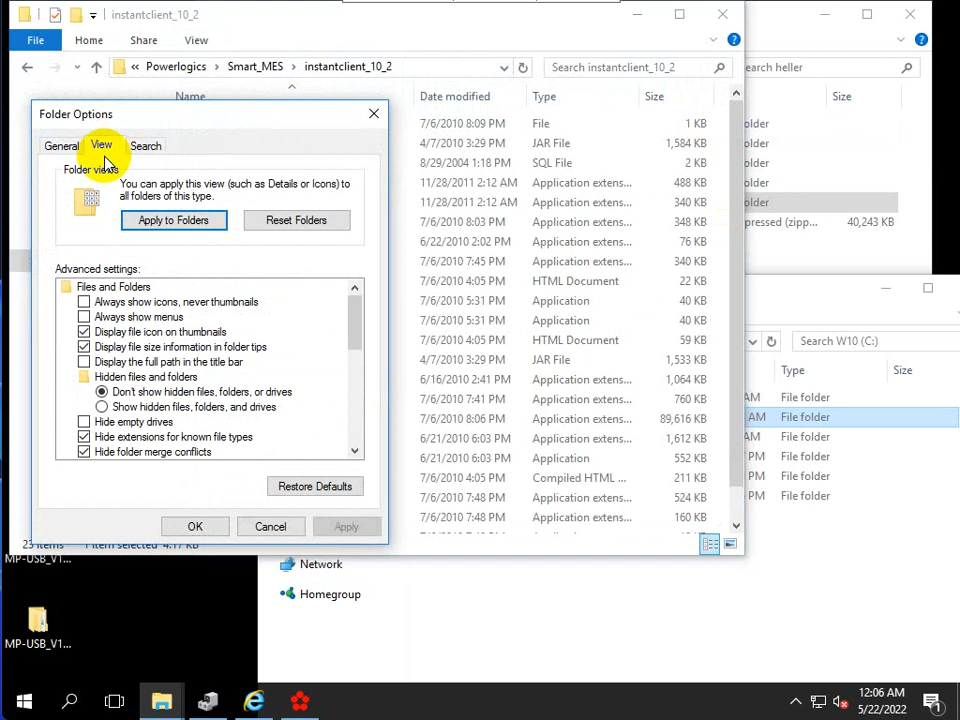 instantclient_10_2
File
Home
Share
View
« Powerlogics > Smart_MES > instantclient_10_2
Search instantclient_10_2
earch heller
Name
Date modified
Type
Size
Size
7/6/2010 8:09 PM File 1 KB
4/7/2010 3:29 PM JAR File 1,584 KB
8/29/2004 1:18 PM SQL File 2 KB
11/28/2011 2:12 AM Application extens... 488 KB
11/28/2011 2:12 AM Application extens... 340 KB
7/6/2010 8:03 PM Application extens... 348 KB
6/22/2010 2:02 PM Application extens... 76 KB
7/6/2010 7:45 PM Application extens... 340 KB
7/6/2010 4:05 PM HTML Document 22 KB
7/6/2010 5:31 PM Application 40 KB
7/6/2010 5:31 PM Application 40 KB
7/6/2010 4:05 PM HTML Document 59 KB
4/7/2010 3:29 PM JAR File 1,533 KB
6/16/2010 2:41 PM Application extens... 1,064 KB
7/6/2010 7:41 PM Application extens... 760 KB
7/6/2010 8:06 PM Application extens... 89,616 KB
6/21/2010 6:03 PM Application extens... 1,612 KB
6/21/2010 6:03 PM Application 552 KB
7/6/2010 4:05 PM Compiled HTML ... 211 KB
7/6/2010 7:48 PM Application extens... 524 KB
7/6/2010 7:48 PM Application extens... 160 KB
older
older
older
older
older
pressed (zipp... 40,243 KB
Folder Options
General
View
Search
Folder views
You can apply this view (such as Details or Icons) to
all folders of this type.
Apply to Folders
Reset Folders
Advanced settings:
Files and Folders
Always show icons, never thumbnails
Always show menus
Display file icon on thumbnails
Display file size information in folder tips
Display the full path in the title bar
Hidden files and folders
Don't show hidden files, folders, or drives
Show hidden files, folders, and drives
Hide empty drives
Hide extensions for known file types
Hide folder merge conflicts
Restore Defaults
OK
Cancel
Apply
Search W10 (C:)
Type
Size
AM File folder
AM File folder
AM File folder
PM File folder
PM File folder
PM File folder
23 items 1 item selected 4.17 KB
MP-USB_V1...
Network
Homegroup
MP-USB_V1...
12:06 AM
5/22/2022
1